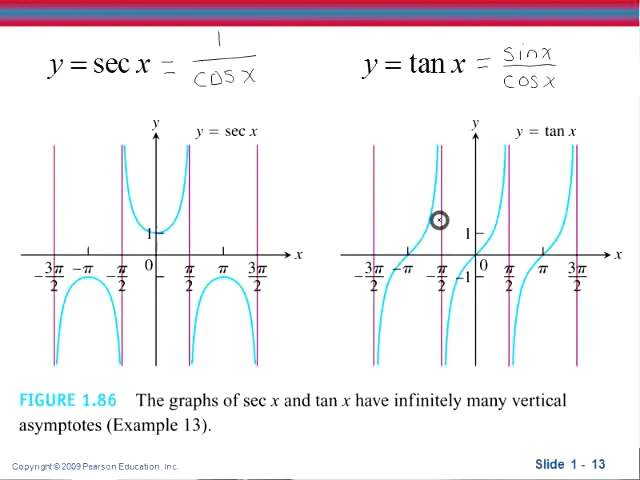 y = sec x = 1/cos x
y = tan x = sin x/cos x
y
y = sec x
1
0
x
−3π/2 −π −π/2 π/2 π 3π/2
y
y = tan x
1
−1
0
x
−3π/2 −π −π/2 π/2 π 3π/2
FIGURE 1.86 The graphs of sec x and tan x have infinitely many vertical
asymptotes (Example 13).
Copyright © 2009 Pearson Education, Inc.
Slide 1 - 13